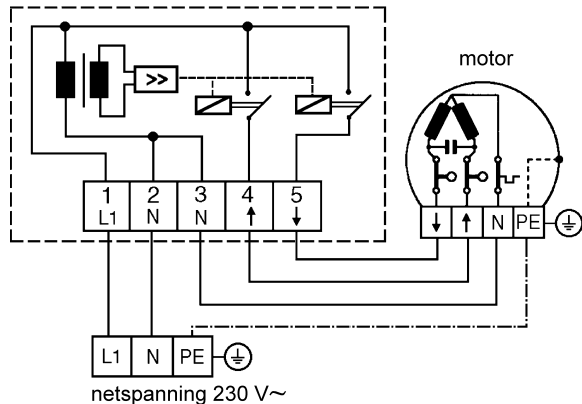 motor
>>
1 2 3 4 5
L1 N N ↑ ↓
↓ ↑ N PE
L1 N PE
netspanning 230 V~